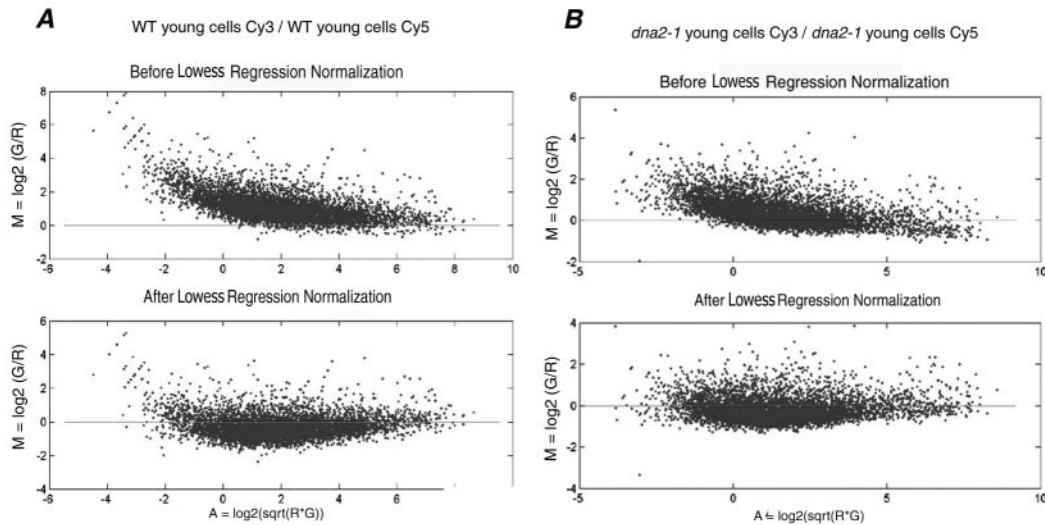 A
WT young cells Cy3 / WT young cells Cy5
Before Lowess Regression Normalization
M = log2 (G/R)
8
6
4
2
0
-2
-6 -4 -2 0 2 4 6 8 10
After Lowess Regression Normalization
M = log2 (G/R)
6
4
2
0
-2
-4
-6 -4 -2 0 2 4 6
A = log2(sqrt(R*G))
B
dna2-1 young cells Cy3 / dna2-1 young cells Cy5
Before Lowess Regression Normalization
M = log2 (G/R)
6
4
2
0
-2
-5 0 5 10
After Lowess Regression Normalization
M = log2 (G/R)
4
2
0
-2
-4
-5 0 5 10
A = log2(sqrt(R*G)